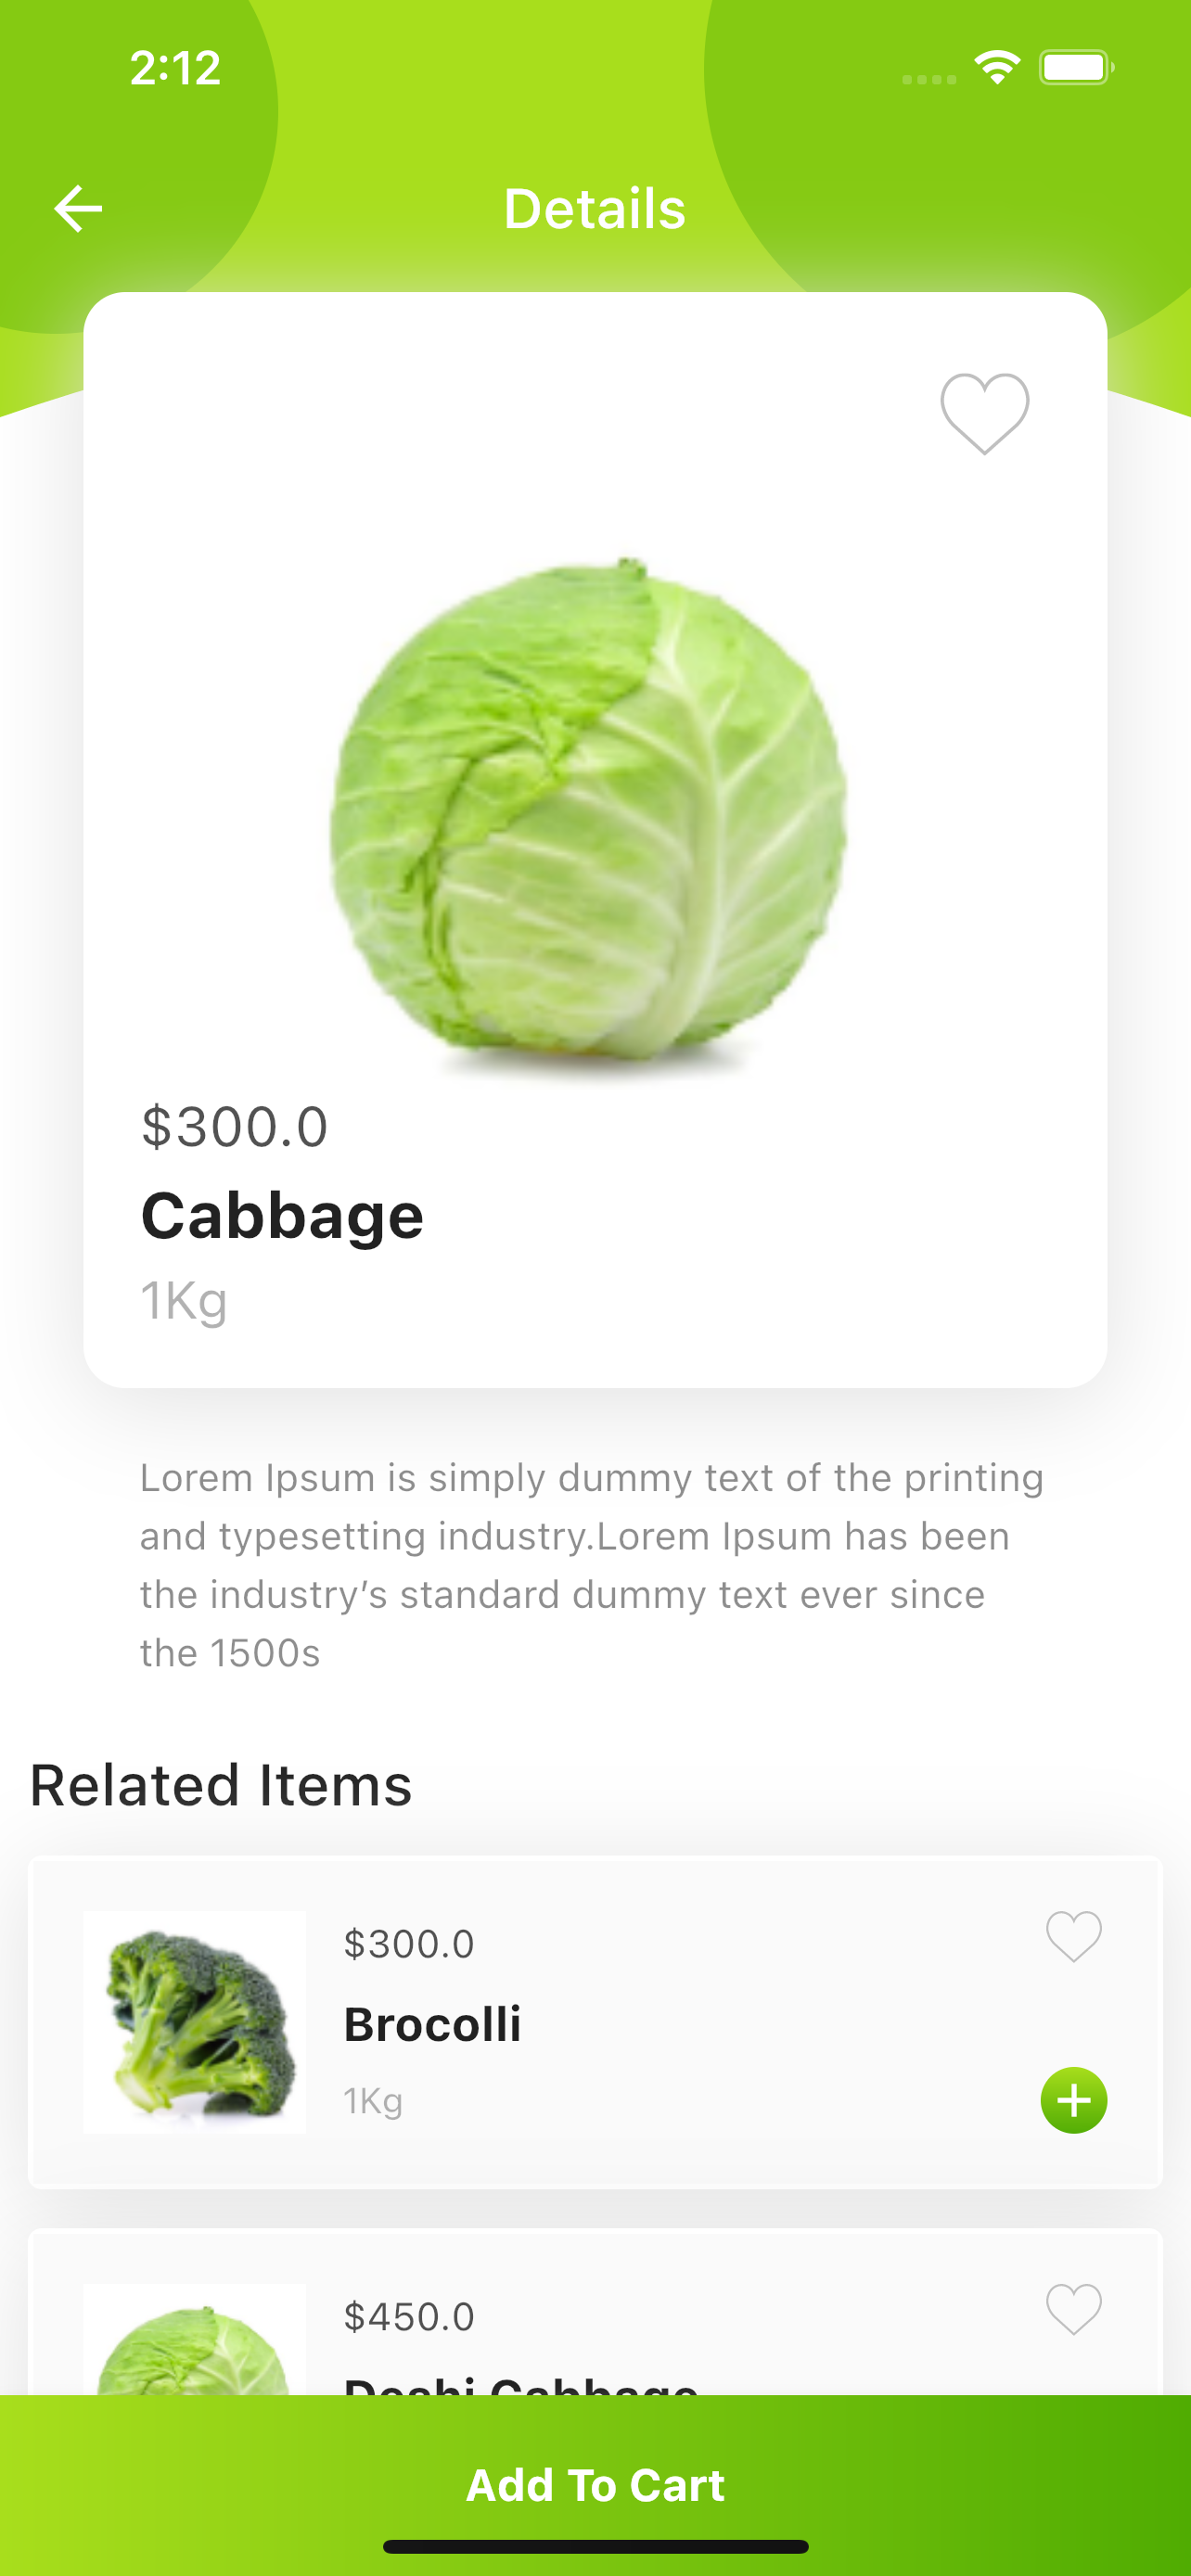 2:12
Details
$300.0
Cabbage
1Kg
Lorem Ipsum is simply dummy text of the printing
and typesetting industry.Lorem Ipsum has been
the industry’s standard dummy text ever since
the 1500s
Related Items
$300.0
Brocolli
1Kg
$450.0
Deshi Cabbage
Add To Cart